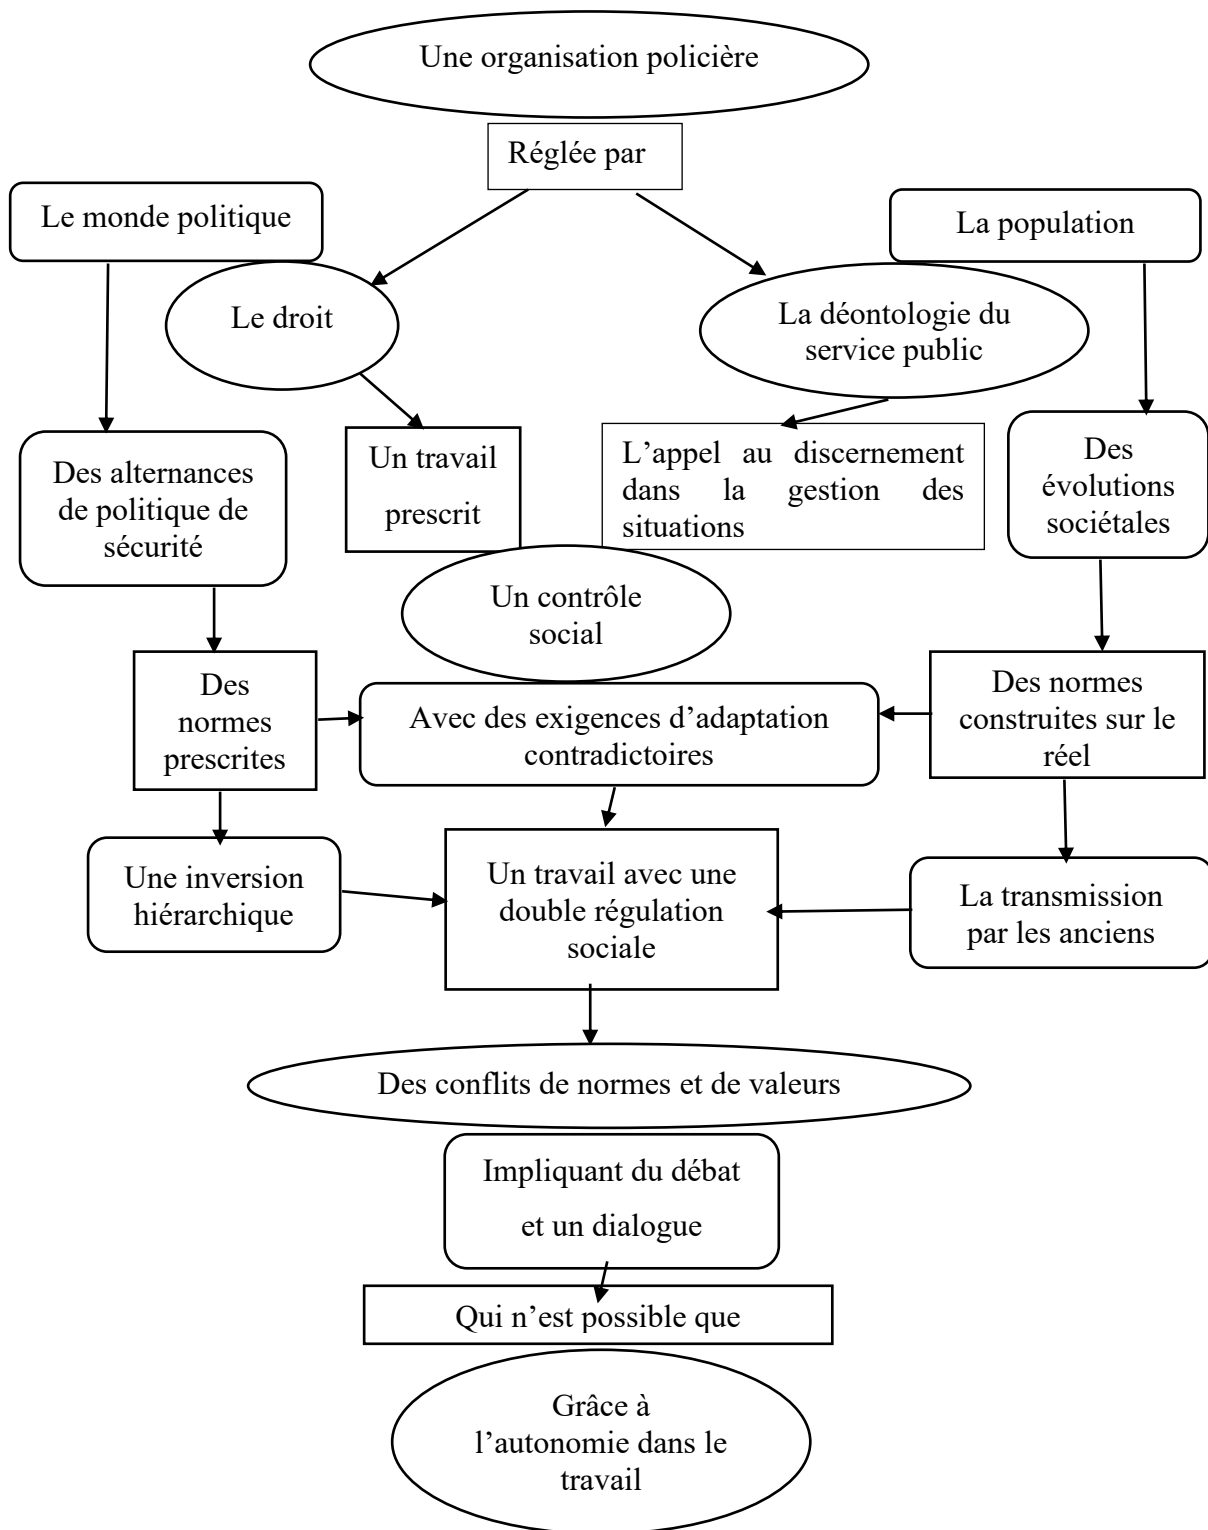 Une organisation policière
Réglée par
Le monde politique
La population
Le droit
La déontologie du
service public
Un travail
prescrit
L’appel au discernement
dans la gestion des
situations
Des alternances
de politique de
sécurité
Des
évolutions
sociétales
Un contrôle
social
Des
normes
prescrites
Avec des exigences d’adaptation
contradictoires
Des normes
construites sur le
réel
Une inversion
hiérarchique
Un travail avec une
double régulation
sociale
La transmission
par les anciens
Des conflits de normes et de valeurs
Impliquant du débat
et un dialogue
Qui n’est possible que
Grâce à
l’autonomie dans le
travail